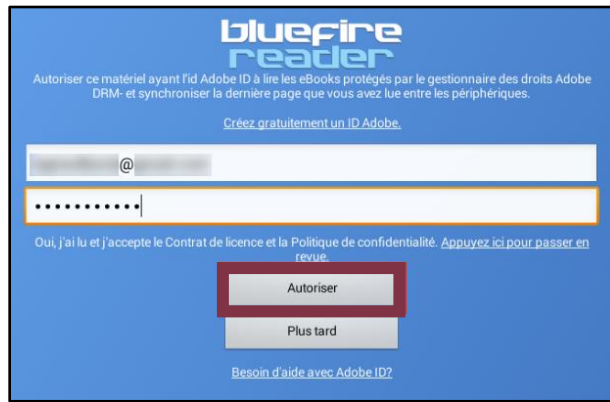 bluefire
reader
Autoriser ce matériel ayant l'id Adobe ID à lire les eBooks protégés par le gestionnaire des droits Adobe
DRM- et synchroniser la dernière page que vous avez lue entre les périphériques.
Créez gratuitement un ID Adobe.
@
•••••••••••
Oui, j'ai lu et j'accepte le Contrat de licence et la Politique de confidentialité. Appuyez ici pour passer en
revue.
Autoriser
Plus tard
Besoin d'aide avec Adobe ID?